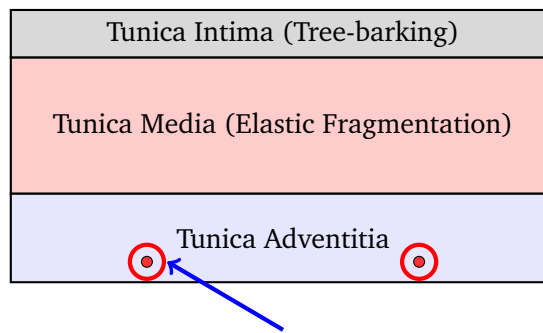 Tunica Intima (Tree-barking)
Tunica Media (Elastic Fragmentation)
Tunica Adventitia